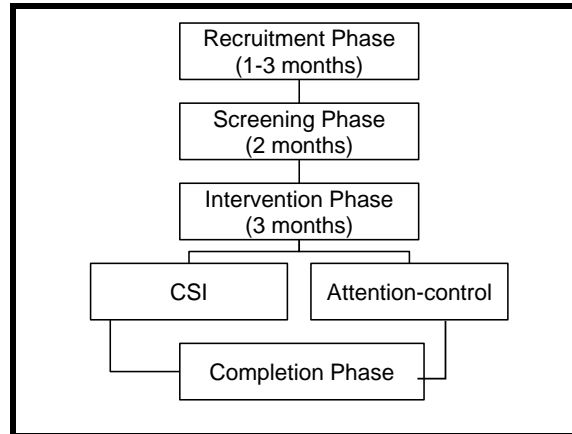 Recruitment Phase
(1-3 months)
Screening Phase
(2 months)
Intervention Phase
(3 months)
CSI
Attention-control
Completion Phase